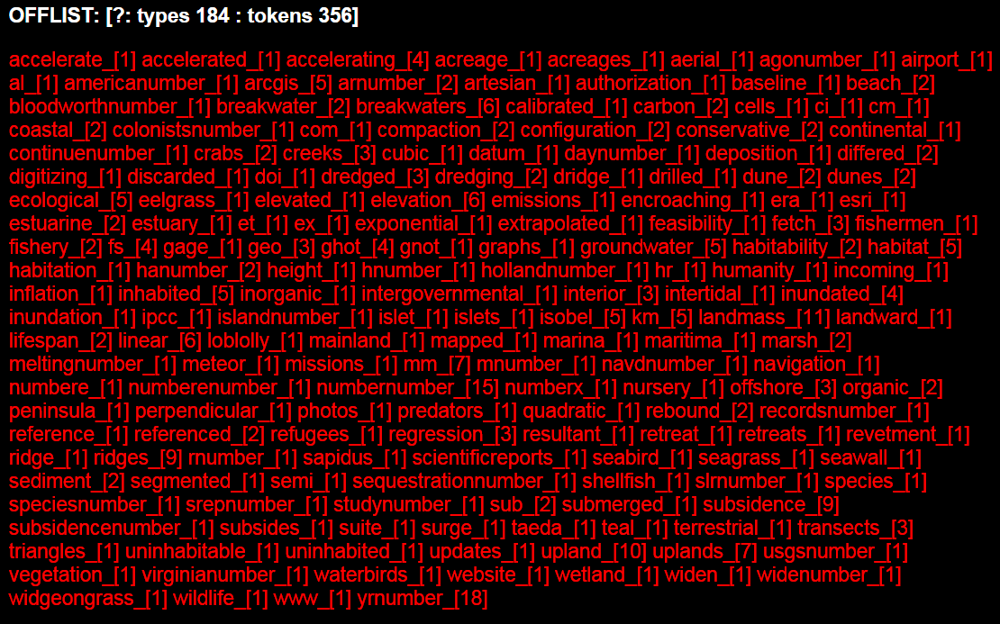 OFFLIST: [?: types 184 : tokens 356]
accelerate_[1] accelerated_[1] accelerating_[4] acreage_[1] acreages_[1] aerial_[1] agonumber_[1] airport_[1]
al_[1] americanumber_[1] arcgis_[5] arnumber_[2] artesian_[1] authorization_[1] baseline_[1] beach_[2]
bloodworthnumber_[1] breakwater_[2] breakwaters_[6] calibrated_[1] carbon_[2] cells_[1] ci_[1] cm_[1]
coastal_[2] colonistsnumber_[1] com_[1] compaction_[2] configuration_[2] conservative_[2] continental_[1]
continuenumber_[1] crabs_[2] creeks_[3] cubic_[1] datum_[1] daynumber_[1] deposition_[1] differed_[2]
digitizing_[1] discarded_[1] doi_[1] dredged_[3] dredging_[2] dridge_[1] drilled_[1] dune_[2] dunes_[2]
ecological_[5] eelgrass_[1] elevated_[1] elevation_[6] emissions_[1] encroaching_[1] era_[1] esri_[1]
estuarine_[2] estuary_[1] et_[1] ex_[1] exponential_[1] extrapolated_[1] feasibility_[1] fetch_[3] fishermen_[1]
fishery_[2] fs_[4] gage_[1] geo_[3] ghot_[4] gnot_[1] graphs_[1] groundwater_[5] habitability_[2] habitat_[5]
habitation_[1] hanumber_[2] height_[1] hnumber_[1] hollandnumber_[1] hr_[1] humanity_[1] incoming_[1]
inflation_[1] inhabited_[5] inorganic_[1] intergovernmental_[1] interior_[3] intertidal_[1] inundated_[4]
inundation_[1] ipcc_[1] islandnumber_[1] islet_[1] islets_[1] isobel_[5] km_[5] landmass_[11] landward_[1]
lifespan_[2] linear_[6] loblolly_[1] mainland_[1] mapped_[1] marina_[1] maritima_[1] marsh_[2]
meltingnumber_[1] meteor_[1] missions_[1] mm_[7] mnumber_[1] navdnumber_[1] navigation_[1]
numbere_[1] numberenumber_[1] numbernumber_[15] numberx_[1] nursery_[1] offshore_[3] organic_[2]
peninsula_[1] perpendicular_[1] photos_[1] predators_[1] quadratic_[1] rebound_[2] recordsnumber_[1]
reference_[1] referenced_[2] refugees_[1] regression_[3] resultant_[1] retreat_[1] retreats_[1] revetment_[1]
ridge_[1] ridges_[9] rnumber_[1] sapidus_[1] scientificreports_[1] seabird_[1] seagrass_[1] seawall_[1]
sediment_[2] segmented_[1] semi_[1] sequestrationnumber_[1] shellfish_[1] slrnumber_[1] species_[1]
speciesnumber_[1] srepnumber_[1] studynumber_[1] sub_[2] submerged_[1] subsidence_[9]
subsidencenumber_[1] subsides_[1] suite_[1] surge_[1] taeda_[1] teal_[1] terrestrial_[1] transects_[3]
triangles_[1] uninhabitable_[1] uninhabited_[1] updates_[1] upland_[10] uplands_[7] usgsnumber_[1]
vegetation_[1] virginianumber_[1] waterbirds_[1] website_[1] wetland_[1] widen_[1] widenumber_[1]
widgeongrass_[1] wildlife_[1] www_[1] yrnumber_[18]